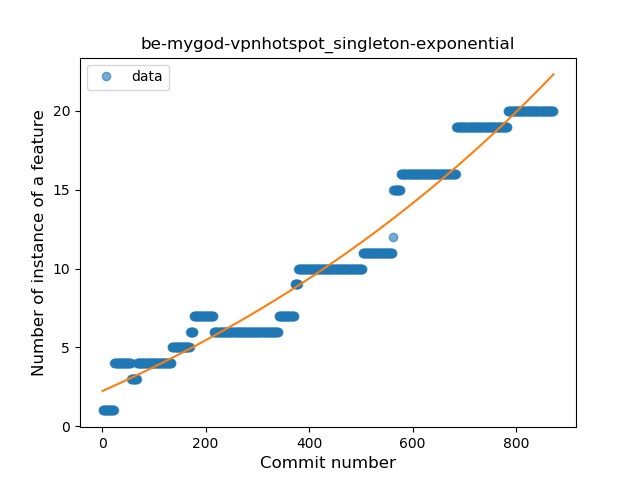 be-mygod-vpnhotspot_singleton-exponential
data
Number of instance of a feature
20
15
10
5
0
0 200 400 600 800
Commit number